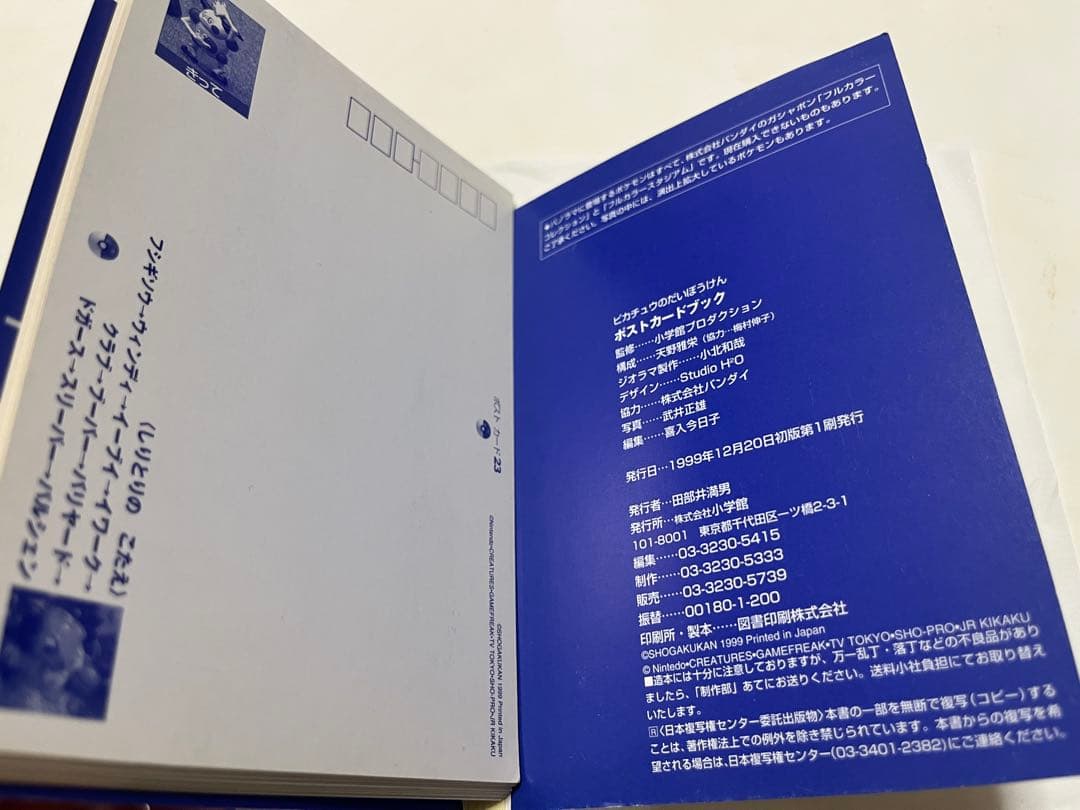 きって
(しりとりの こたえ)
フシギソウ→ウィンディ→イーブイ→イワーク→
クラブ→ブーバー→バリヤード→
ドガース→スリーパー→パルシェン
ポストカード23
©Nintendo•CREATURES•GAMEFREAK•TV TOKYO•SHO-PRO•JR KIKAKU
©SHOGAKUKAN 1999 Printed in Japan
●パノラマに登場するポケモンはすべて、株式会社バンダイのガシャポン「フルカラー
コレクション」と「フルカラースタジアム」です。現在購入できないものもあります。
ご了承ください。写真の中には、演出上拡大しているポケモンもあります。
ピカチュウのだいぼうけん
ポストカードブック
監修……小学館プロダクション
構成……天野雅栄（協力…梅村伸子）
ジオラマ製作……小北和哉
デザイン……Studio H²O
協力……株式会社バンダイ
写真……武井正雄
編集……喜入今日子
発行日…1999年12月20日初版第1刷発行
発行者…田部井満男
発行所…株式会社小学館
101-8001 東京都千代田区一ツ橋2-3-1
編集……03-3230-5415
制作……03-3230-5333
販売……03-3230-5739
振替……00180-1-200
印刷所・製本……図書印刷株式会社
©SHOGAKUKAN 1999 Printed in Japan
© Nintedo•CREATURES•GAMEFREAK•TV TOKYO•SHO-PRO•JR KIKAKU
■造本には十分に注意しておりますが、万一乱丁・落丁などの不良品があり
ましたら、「制作部」あてにお送りください。送料小社負担にてお取り替え
いたします。
Ⓡ〈日本複写権センター委託出版物〉本書の一部を無断で複写（コピー）する
ことは、著作権法上での例外を除き禁じられています。本書からの複写を希
望される場合は、日本複写権センター（03-3401-2382）にご連絡ください。